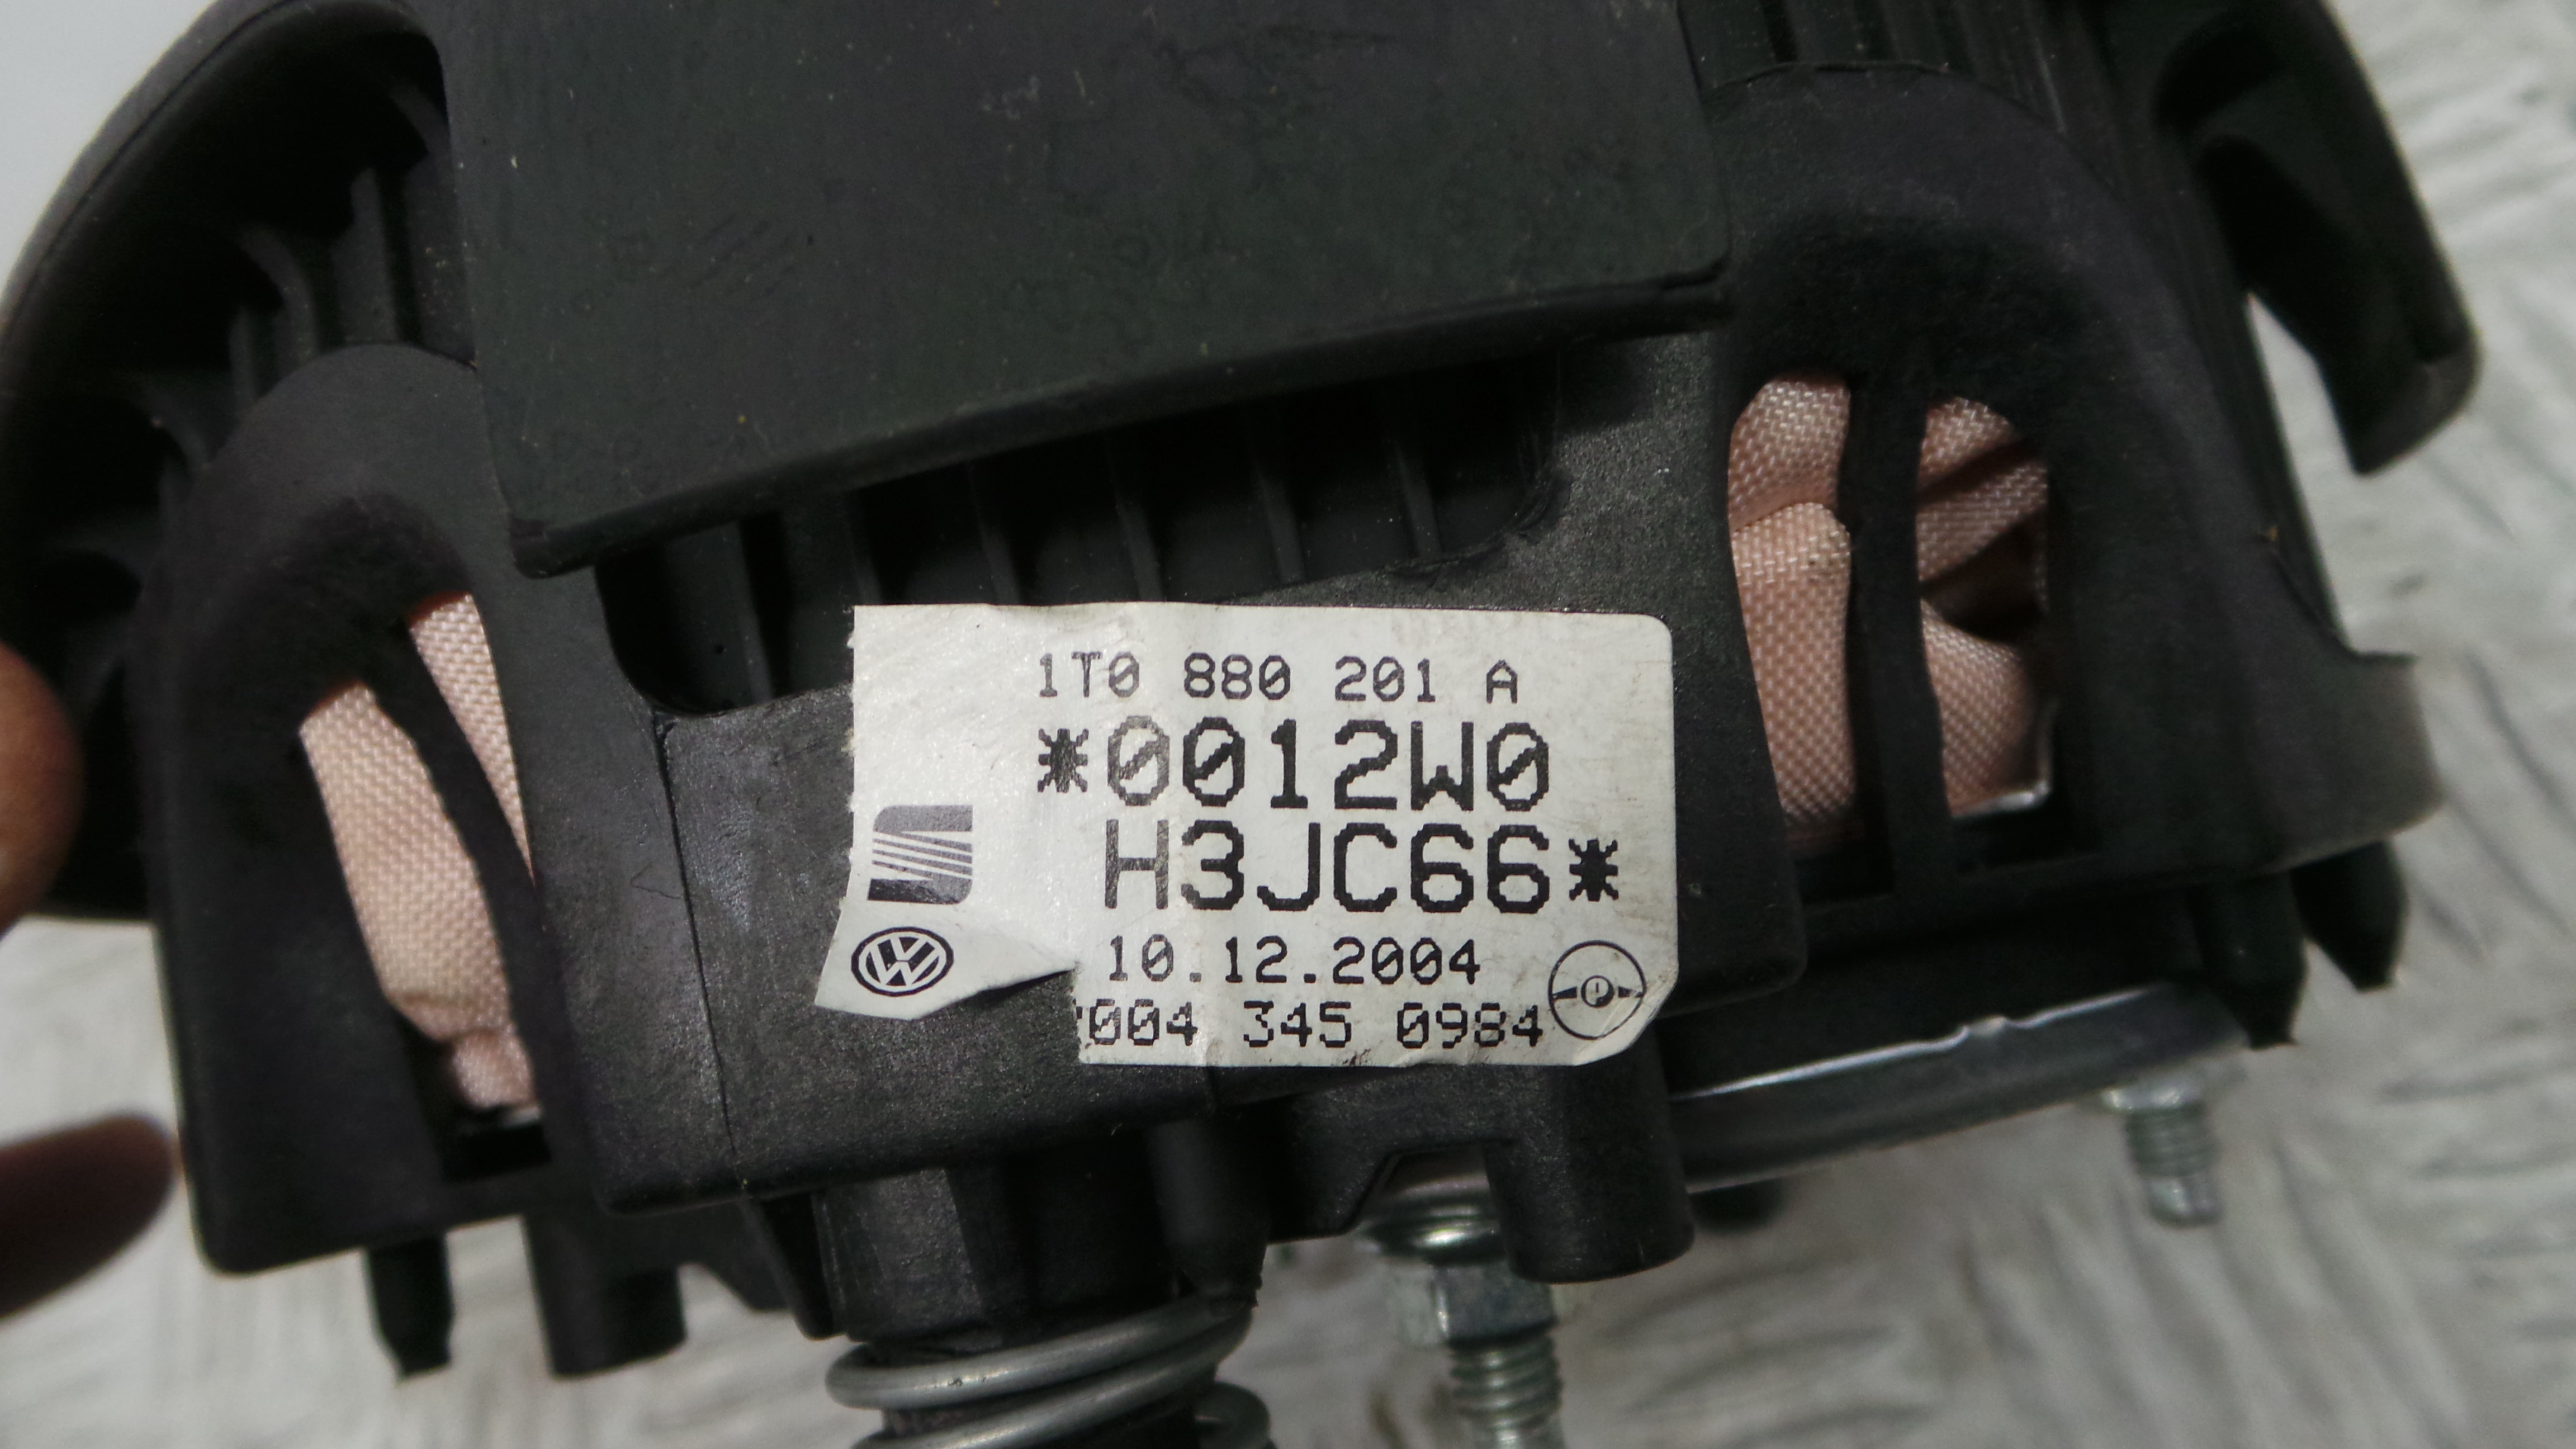 1T0 880 201 A
*0012W0
H3JC66*
10.12.2004
004 345 0984